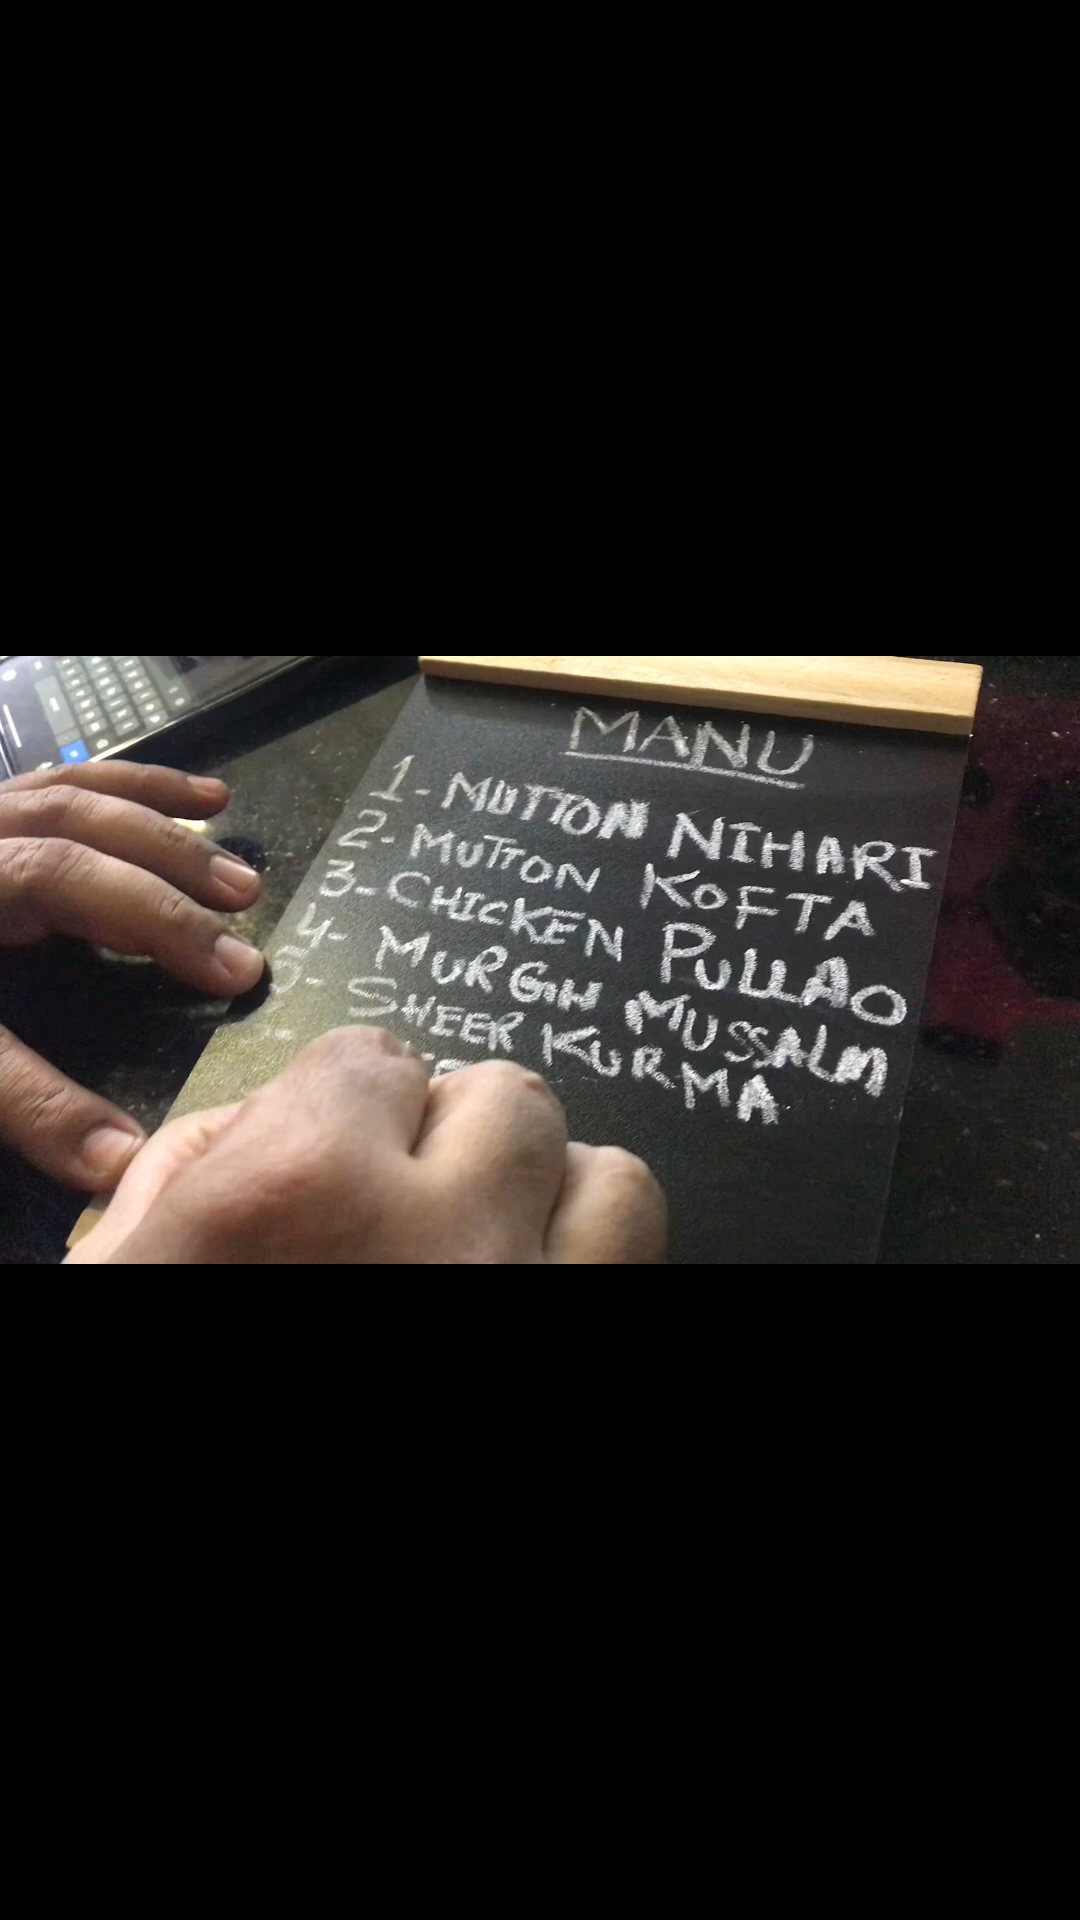 MANU
1- MUTTON NIHARI
2- MUTTON KOFTA
3- CHICKEN PULLAO
4- MURGH MUSSALM
5- SHEER KURMA